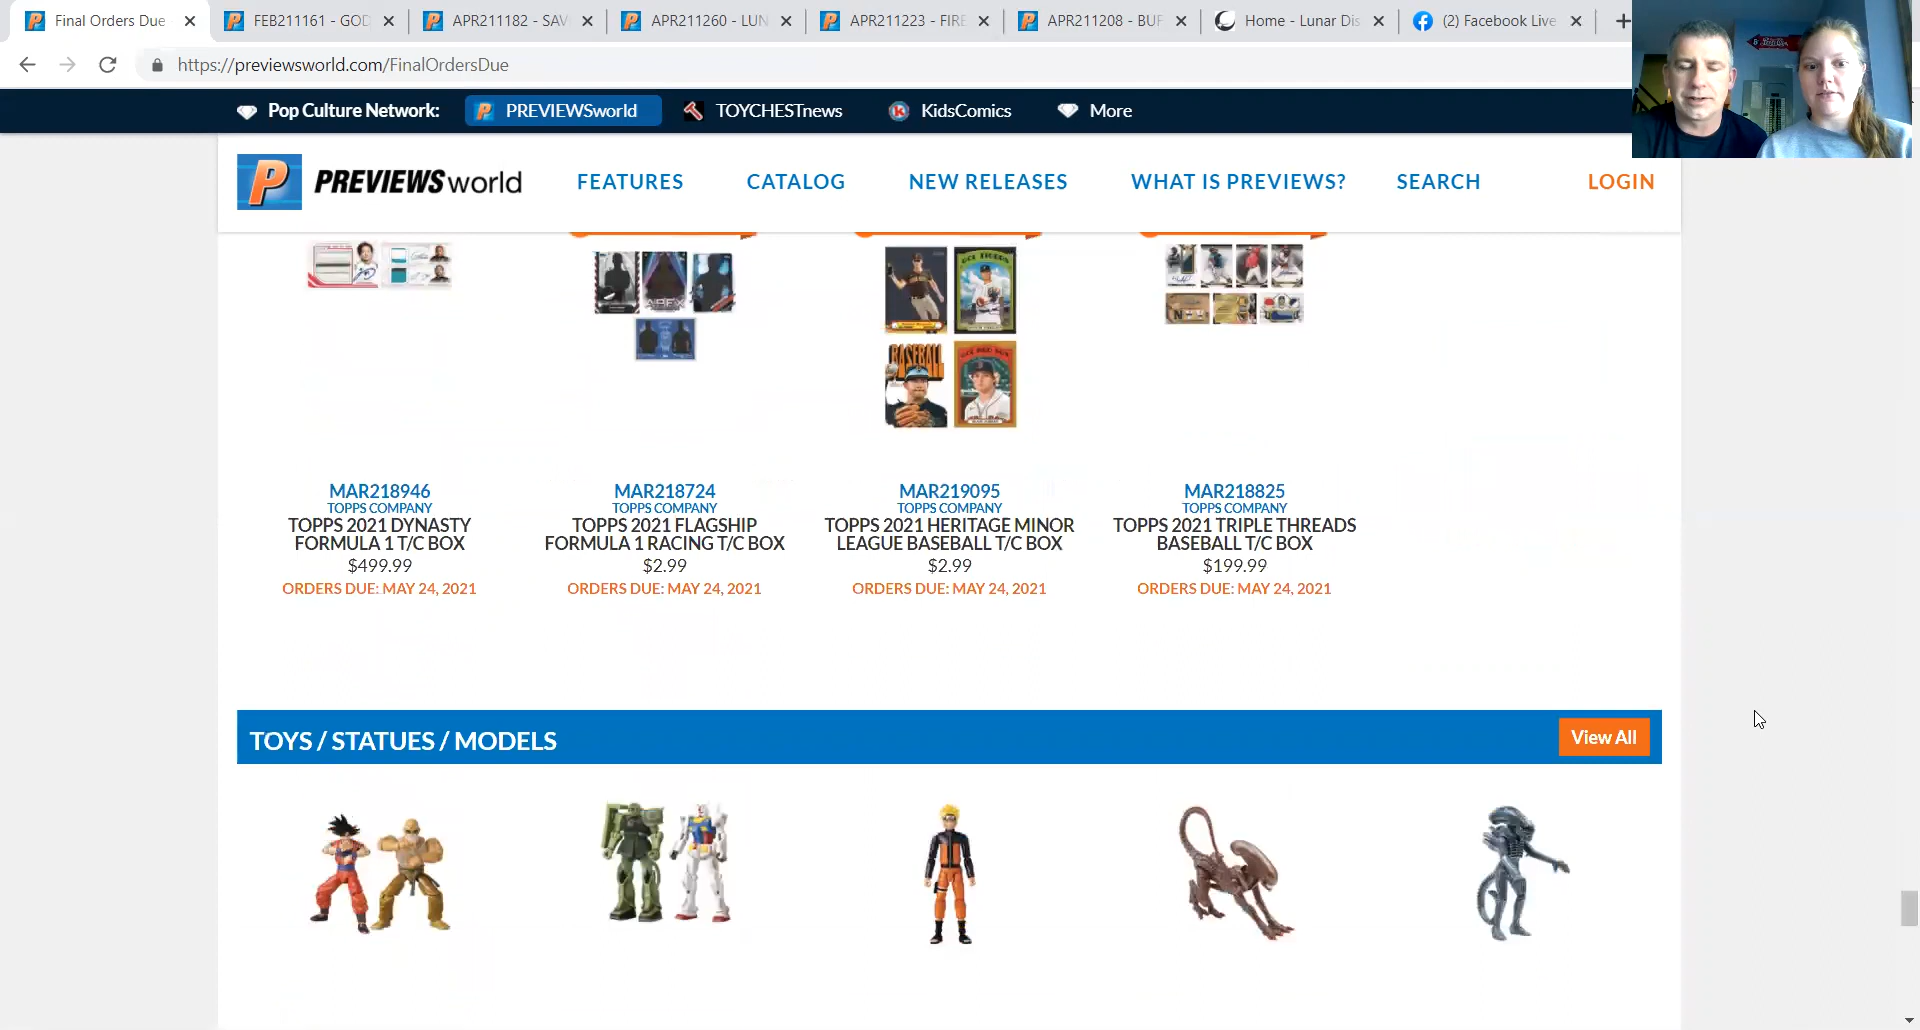 Final Orders Due
FEB211161 - GOD
APR211182 - SAV
APR211260 - LUN
APR211223 - FIRE
APR211208 - BUF
Home - Lunar Dis
(2) Facebook Live
https://previewsworld.com/FinalOrdersDue
Pop Culture Network:
PREVIEWSworld
TOYCHESTnews
KidsComics
More
P PREVIEWSworld
FEATURES
CATALOG
NEW RELEASES
WHAT IS PREVIEWS?
SEARCH
LOGIN
APEX
BASEBALL
MAR218946
TOPPS COMPANY
TOPPS 2021 DYNASTY
FORMULA 1 T/C BOX
$499.99
ORDERS DUE: MAY 24, 2021
MAR218724
TOPPS COMPANY
TOPPS 2021 FLAGSHIP
FORMULA 1 RACING T/C BOX
$2.99
ORDERS DUE: MAY 24, 2021
MAR219095
TOPPS COMPANY
TOPPS 2021 HERITAGE MINOR
LEAGUE BASEBALL T/C BOX
$2.99
ORDERS DUE: MAY 24, 2021
MAR218825
TOPPS COMPANY
TOPPS 2021 TRIPLE THREADS
BASEBALL T/C BOX
$199.99
ORDERS DUE: MAY 24, 2021
TOYS / STATUES / MODELS
View All